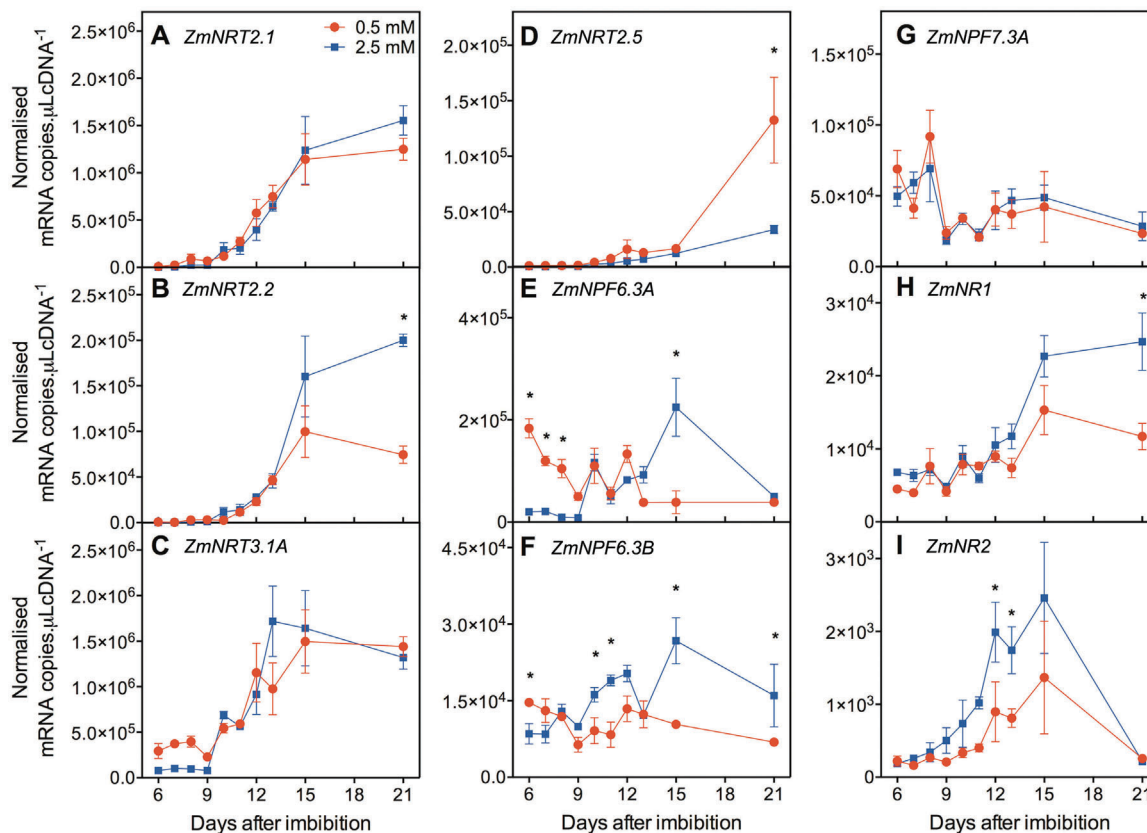 A ZmNRT2.1
0.5 mM
2.5 mM
Normalised
mRNA copies.µLcDNA⁻¹
2.5×10⁶
2.0×10⁶
1.5×10⁶
1.0×10⁶
5.0×10⁵
0.0
B ZmNRT2.2
*
Normalised
mRNA copies.µLcDNA⁻¹
2.0×10⁵
1.5×10⁵
1.0×10⁵
5.0×10⁴
0.0
C ZmNRT3.1A
Normalised
mRNA copies.µLcDNA⁻¹
2.5×10⁶
2.0×10⁶
1.5×10⁶
1.0×10⁶
5.0×10⁵
0.0
6 9 12 15 18 21
Days after imbibition
D ZmNRT2.5
*
2.0×10⁵
1.5×10⁵
1.0×10⁵
5.0×10⁴
0.0
E ZmNPF6.3A
* * * *
4×10⁵
2×10⁵
0
F ZmNPF6.3B
* * * * *
4.5×10⁴
3.0×10⁴
1.5×10⁴
0.0
6 9 12 15 18 21
Days after imbibition
G ZmNPF7.3A
1.5×10⁵
1.0×10⁵
5.0×10⁴
0.0
H ZmNR1
*
3×10⁴
2×10⁴
1×10⁴
0
I ZmNR2
* *
3×10³
2×10³
1×10³
0
6 9 12 15 18 21
Days after imbibition